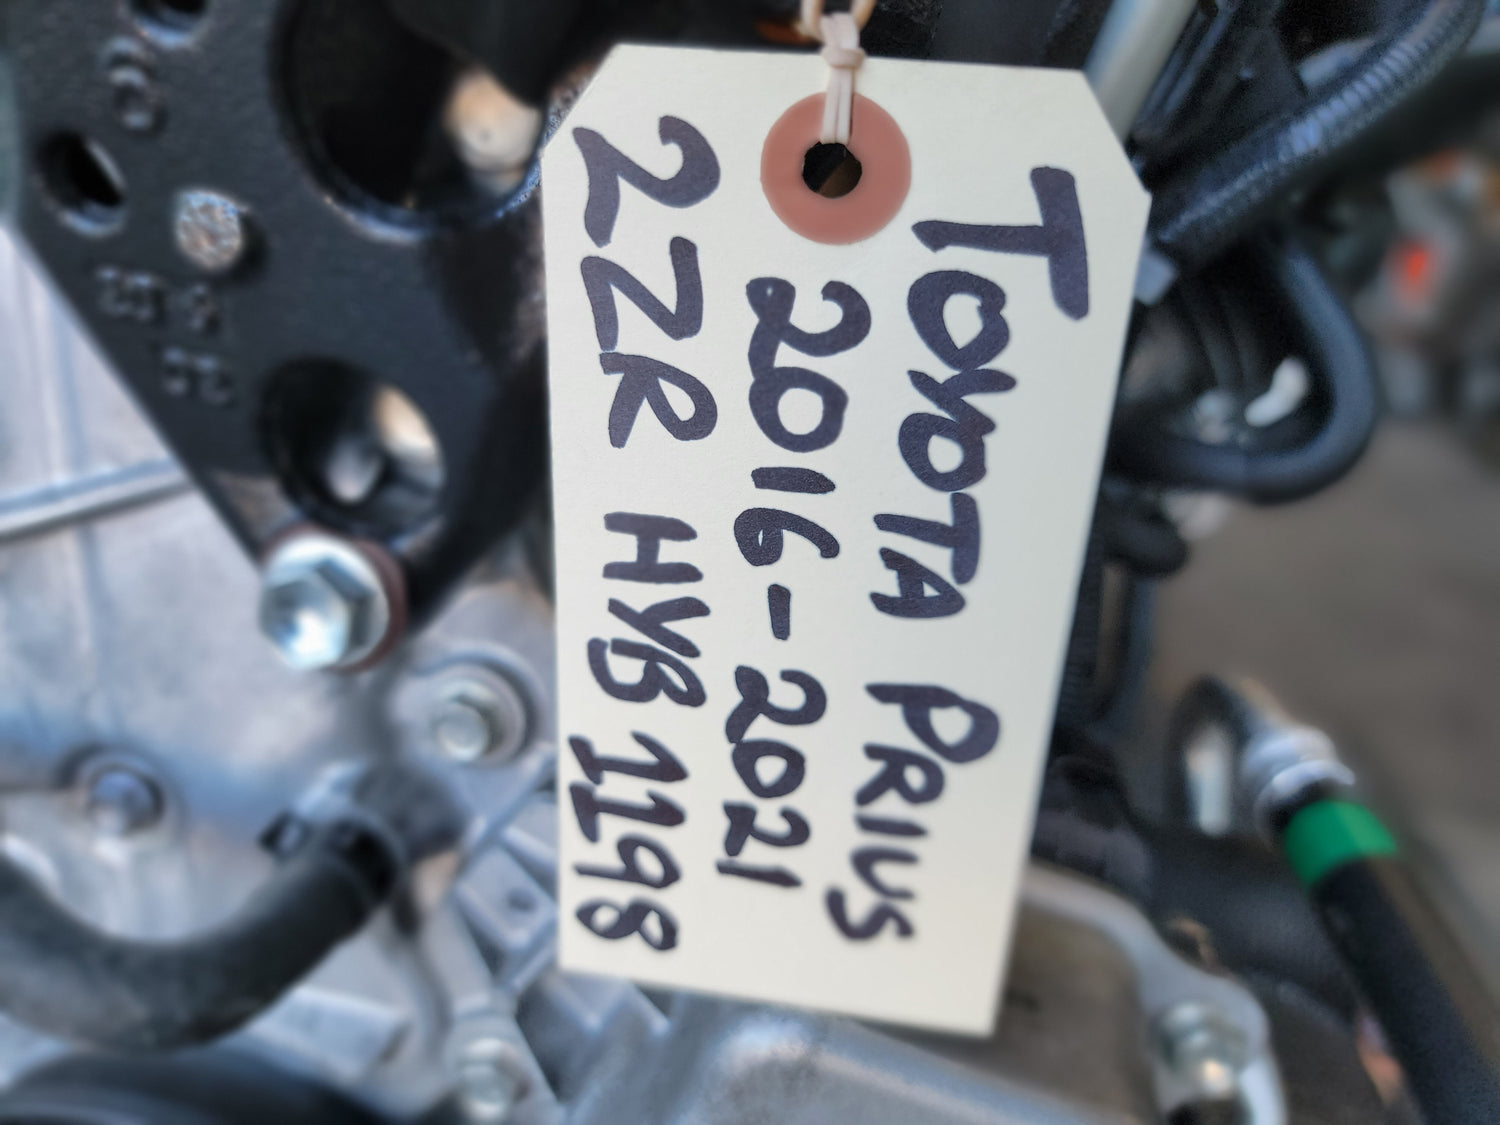 TOYOTA PRIUS
2016-2021
2ZR HYB 1198